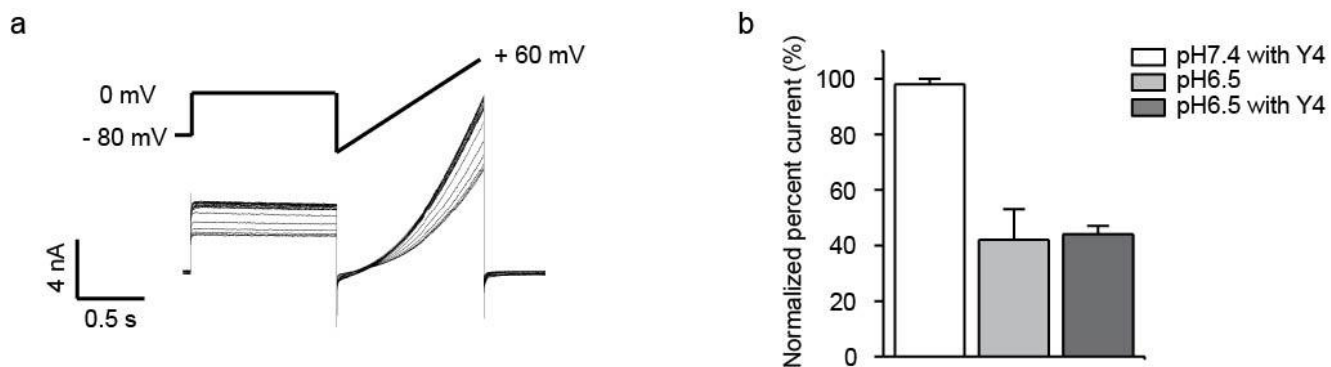 a
+ 60 mV
0 mV
- 80 mV
4 nA
0.5 s
b
Normalized percent current (%)
100
80
60
40
20
0
pH7.4 with Y4
pH6.5
pH6.5 with Y4